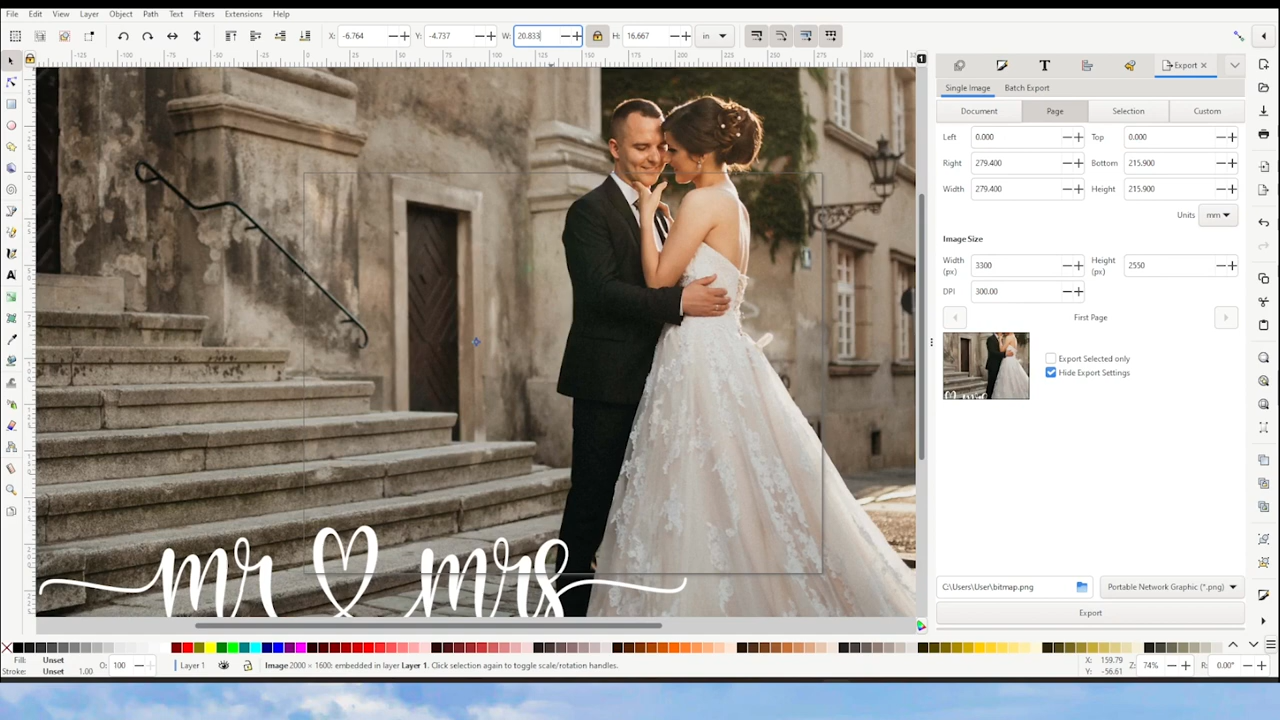 File Edit View Layer Object Path Text Filters Extensions Help
X: -6.764 Y: -4.737 W: 20.833 H: 16.667 in
1
Export
Single Image Batch Export
Document Page Selection Custom
Left 0.000 Top 0.000
Right 279.400 Bottom 215.900
Width 279.400 Height 215.900
Units mm
Image Size
Width (px) 3300 Height (px) 2550
DPI 300.00
First Page
Export Selected only
Hide Export Settings
mr mrs
C:\Users\User\bitmap.png Portable Network Graphic (*.png)
Export
Fill: Unset
Stroke: Unset 1.00
O: 100
Layer 1
Image 2000 × 1600: embedded in layer Layer 1. Click selection again to toggle scale/rotation handles.
X: 159.79
Y: -56.61
Z: 74%
R: 0.00°